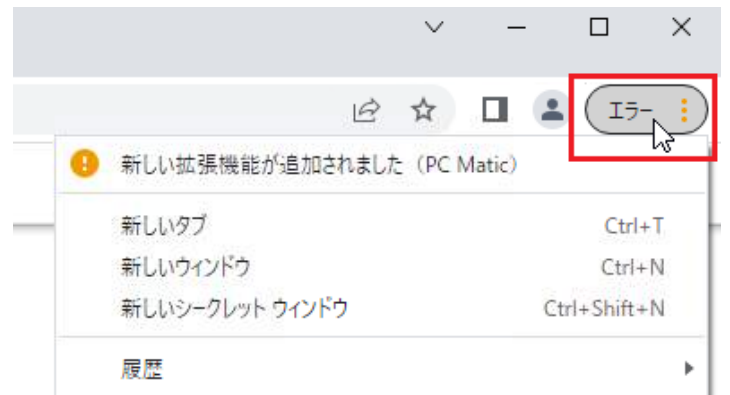 エラー
新しい拡張機能が追加されました（PC Matic）
新しいタブ Ctrl+T
新しいウィンドウ Ctrl+N
新しいシークレット ウィンドウ Ctrl+Shift+N
履歴